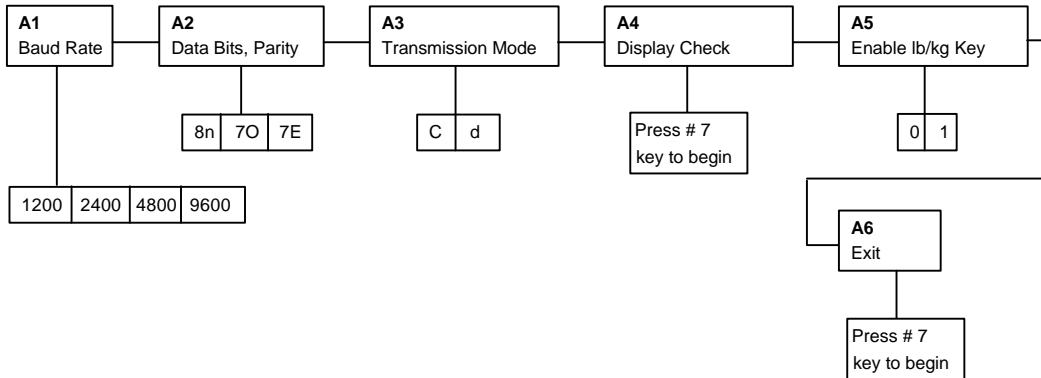 A1
Baud Rate
A2
Data Bits, Parity
A3
Transmission Mode
A4
Display Check
A5
Enable lb/kg Key
8n 7O 7E
C d
Press # 7
key to begin
0 1
1200 2400 4800 9600
A6
Exit
Press # 7
key to begin